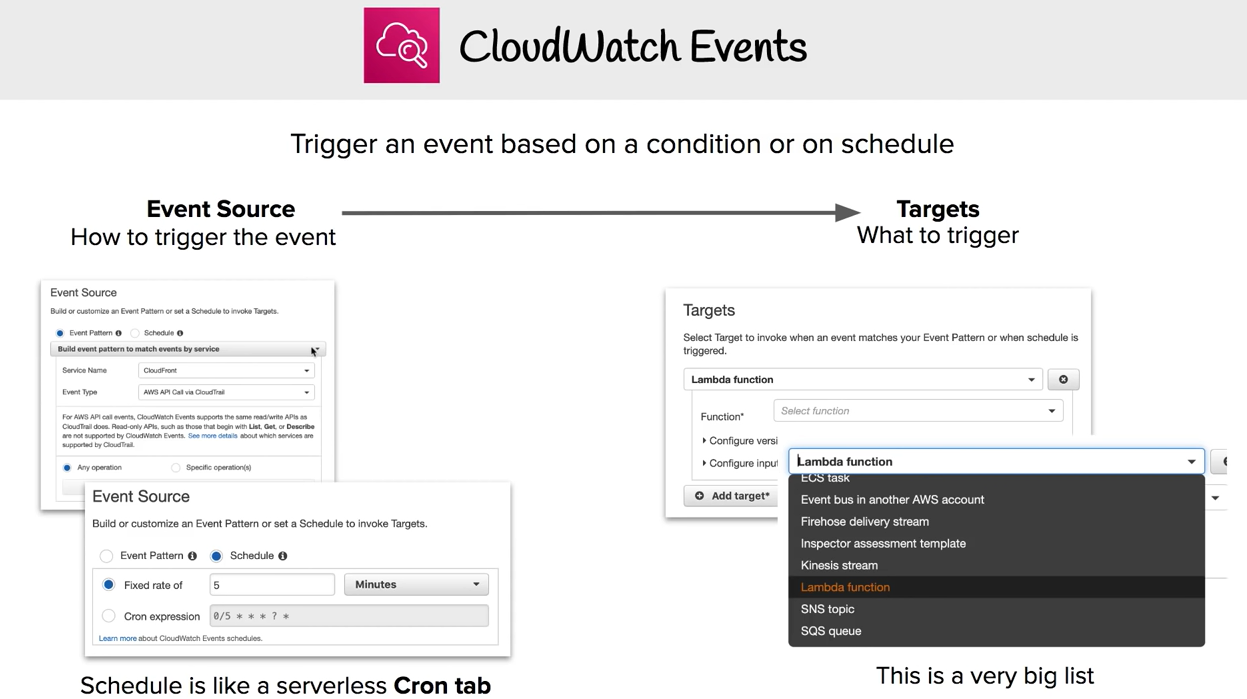 CloudWatch Events
Trigger an event based on a condition or on schedule
Event Source
How to trigger the event
Targets
What to trigger
Event Source
Build or customize an Event Pattern or set a Schedule to invoke Targets.
Event Pattern
Schedule
Build event pattern to match events by service
Service Name
CloudFront
Event Type
AWS API Call via CloudTrail
For AWS API call events, CloudWatch Events supports the same read/write APIs as
CloudTrail does. Read-only APIs, such as those that begin with List, Get, or Describe
are not supported by CloudWatch Events. See more details about which services are
supported by CloudTrail.
Any operation
Specific operation(s)
Event Source
Build or customize an Event Pattern or set a Schedule to invoke Targets.
Event Pattern
Schedule
Fixed rate of
5
Minutes
Cron expression
0/5 * * * ? *
Learn more about CloudWatch Events schedules.
Schedule is like a serverless Cron tab
Targets
Select Target to invoke when an event matches your Event Pattern or when schedule is
triggered.
Lambda function
Function*
Select function
Configure versi
Configure input
Add target*
Lambda function
ECS task
Event bus in another AWS account
Firehose delivery stream
Inspector assessment template
Kinesis stream
Lambda function
SNS topic
SQS queue
This is a very big list